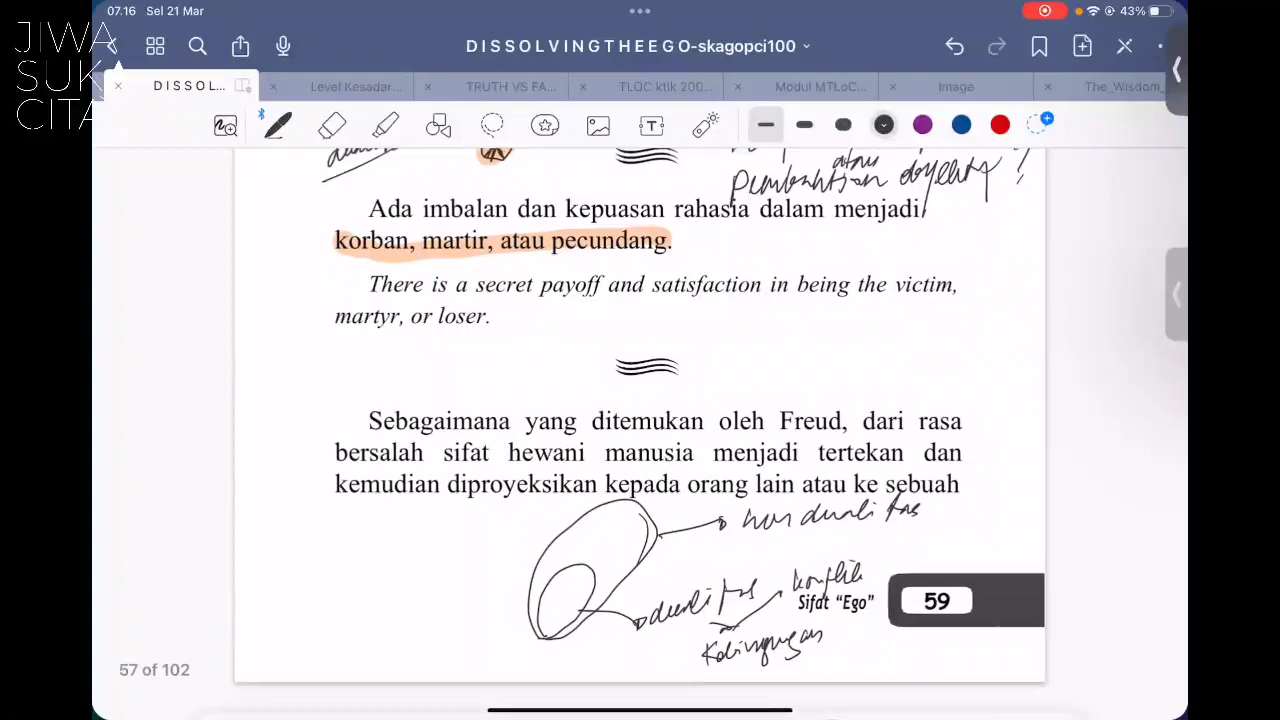 07.16 Sel 21 Mar
43%
JIWA
SUKA
CITA
DISSOLVINGTHEEGO-skagopci100
DISSOL...
Level Kesadar...
TRUTH VS FA...
TLOC ktik 200...
Modul MTLoC...
Image
The_Wisdom_
atau
Ada imbalan dan kepuasan rahasia dalam menjadi
korban, martir, atau pecundang.
There is a secret payoff and satisfaction in being the victim,
martyr, or loser.
Sebagaimana yang ditemukan oleh Freud, dari rasa
bersalah sifat hewani manusia menjadi tertekan dan
kemudian diproyeksikan kepada orang lain atau ke sebuah
non dualitas
dualitas
konflik
Sifat “Ego”
59
Kebingungan
57 of 102